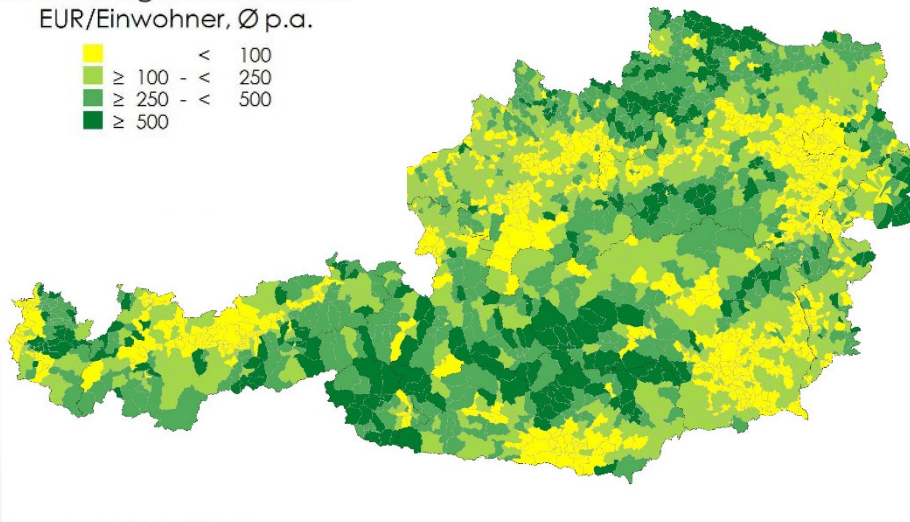 EUR/Einwohner, Ø p.a.
< 100
≥ 100 - < 250
≥ 250 - < 500
≥ 500